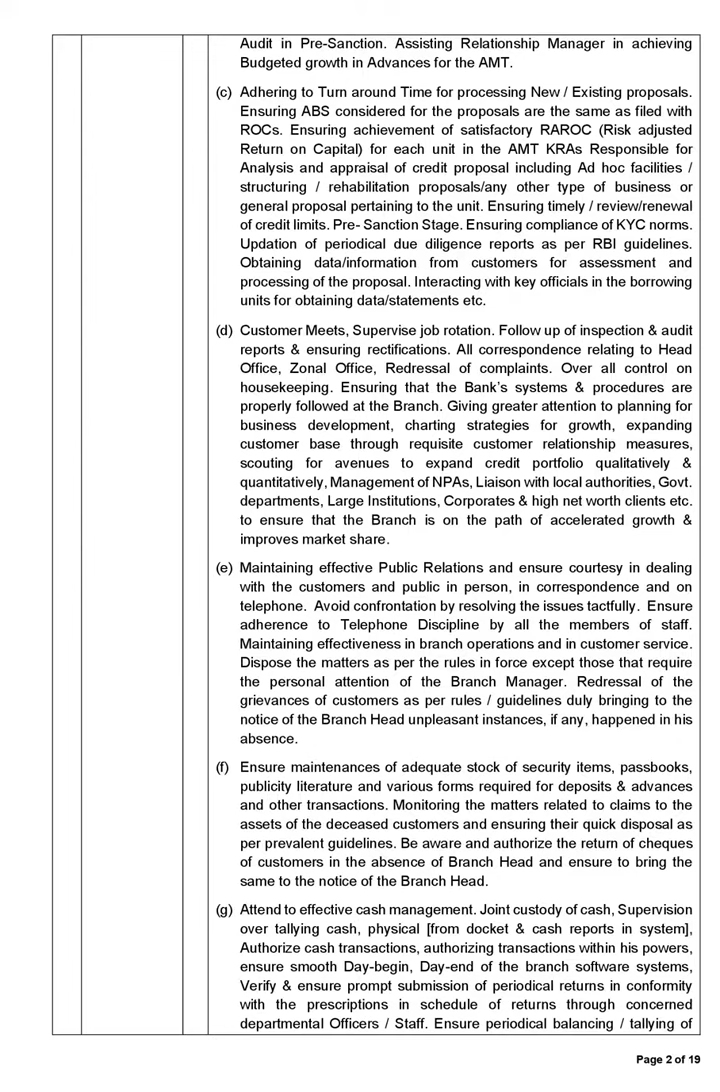 Audit in Pre-Sanction. Assisting Relationship Manager in achieving
Budgeted growth in Advances for the AMT.
(c) Adhering to Turn around Time for processing New / Existing proposals.
Ensuring ABS considered for the proposals are the same as filed with
ROCs. Ensuring achievement of satisfactory RAROC (Risk adjusted
Return on Capital) for each unit in the AMT KRAs Responsible for
Analysis and appraisal of credit proposal including Ad hoc facilities /
structuring / rehabilitation proposals/any other type of business or
general proposal pertaining to the unit. Ensuring timely / review/renewal
of credit limits. Pre- Sanction Stage. Ensuring compliance of KYC norms.
Updation of periodical due diligence reports as per RBI guidelines.
Obtaining data/information from customers for assessment and
processing of the proposal. Interacting with key officials in the borrowing
units for obtaining data/statements etc.
(d) Customer Meets, Supervise job rotation. Follow up of inspection & audit
reports & ensuring rectifications. All correspondence relating to Head
Office, Zonal Office, Redressal of complaints. Over all control on
housekeeping. Ensuring that the Bank's systems & procedures are
properly followed at the Branch. Giving greater attention to planning for
business development, charting strategies for growth, expanding
customer base through requisite customer relationship measures,
scouting for avenues to expand credit portfolio qualitatively &
quantitatively, Management of NPAs, Liaison with local authorities, Govt.
departments, Large Institutions, Corporates & high net worth clients etc.
to ensure that the Branch is on the path of accelerated growth &
improves market share.
(e) Maintaining effective Public Relations and ensure courtesy in dealing
with the customers and public in person, in correspondence and on
telephone. Avoid confrontation by resolving the issues tactfully. Ensure
adherence to Telephone Discipline by all the members of staff.
Maintaining effectiveness in branch operations and in customer service.
Dispose the matters as per the rules in force except those that require
the personal attention of the Branch Manager. Redressal of the
grievances of customers as per rules / guidelines duly bringing to the
notice of the Branch Head unpleasant instances, if any, happened in his
absence.
(f) Ensure maintenances of adequate stock of security items, passbooks,
publicity literature and various forms required for deposits & advances
and other transactions. Monitoring the matters related to claims to the
assets of the deceased customers and ensuring their quick disposal as
per prevalent guidelines. Be aware and authorize the return of cheques
of customers in the absence of Branch Head and ensure to bring the
same to the notice of the Branch Head.
(g) Attend to effective cash management. Joint custody of cash, Supervision
over tallying cash, physical [from docket & cash reports in system],
Authorize cash transactions, authorizing transactions within his powers,
ensure smooth Day-begin, Day-end of the branch software systems,
Verify & ensure prompt submission of periodical returns in conformity
with the prescriptions in schedule of returns through concerned
departmental Officers / Staff. Ensure periodical balancing / tallying of
Page 2 of 19